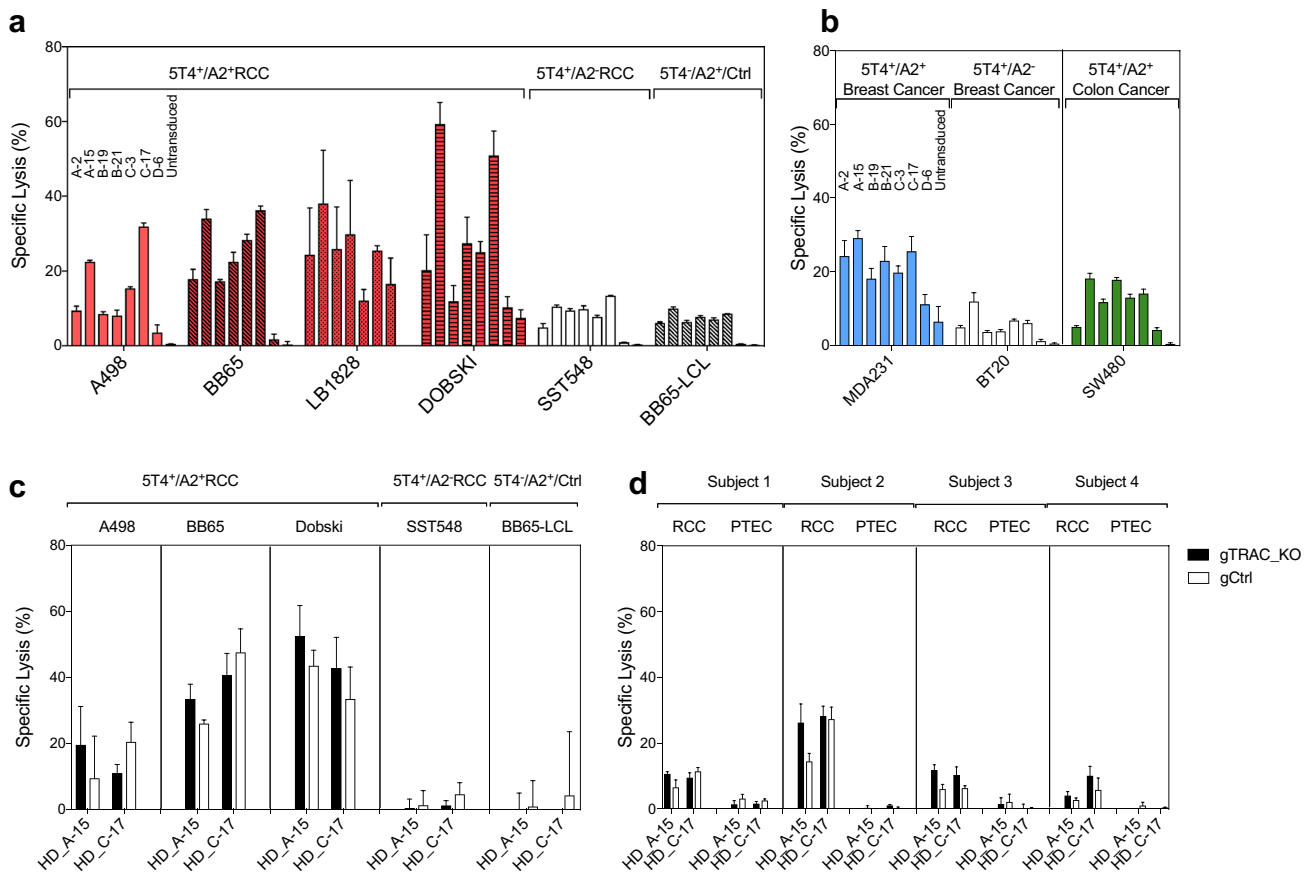 a
80
60
40
20
0
Specific Lysis (%)
5T4⁺/A2⁺RCC
5T4⁺/A2⁻RCC
5T4⁻/A2⁺/Ctrl
A-2
A-15
B-19
B-21
C-3
C-17
D-6
Untransduced
A498
BB65
LB1828
DOBSKI
SST548
BB65-LCL
b
80
60
40
20
0
Specific Lysis (%)
5T4⁺/A2⁺
Breast Cancer
5T4⁺/A2⁻
Breast Cancer
5T4⁺/A2⁺
Colon Cancer
A-2
A-15
B-19
B-21
C-3
C-17
D-6
Untransduced
MDA231
BT20
SW480
c
5T4⁺/A2⁺RCC
5T4⁺/A2⁻RCC
5T4⁻/A2⁺/Ctrl
A498
BB65
Dobski
SST548
BB65-LCL
80
60
40
20
0
Specific Lysis (%)
HD_A-15
HD_C-17
HD_A-15
HD_C-17
HD_A-15
HD_C-17
HD_A-15
HD_C-17
HD_A-15
HD_C-17
d
Subject 1
Subject 2
Subject 3
Subject 4
RCC
PTEC
RCC
PTEC
RCC
PTEC
RCC
PTEC
80
60
40
20
0
Specific Lysis (%)
HD_A-15
HD_C-17
HD_A-15
HD_C-17
HD_A-15
HD_C-17
HD_A-15
HD_C-17
HD_A-15
HD_C-17
HD_A-15
HD_C-17
HD_A-15
HD_C-17
HD_A-15
HD_C-17
gTRAC_KO
gCtrl